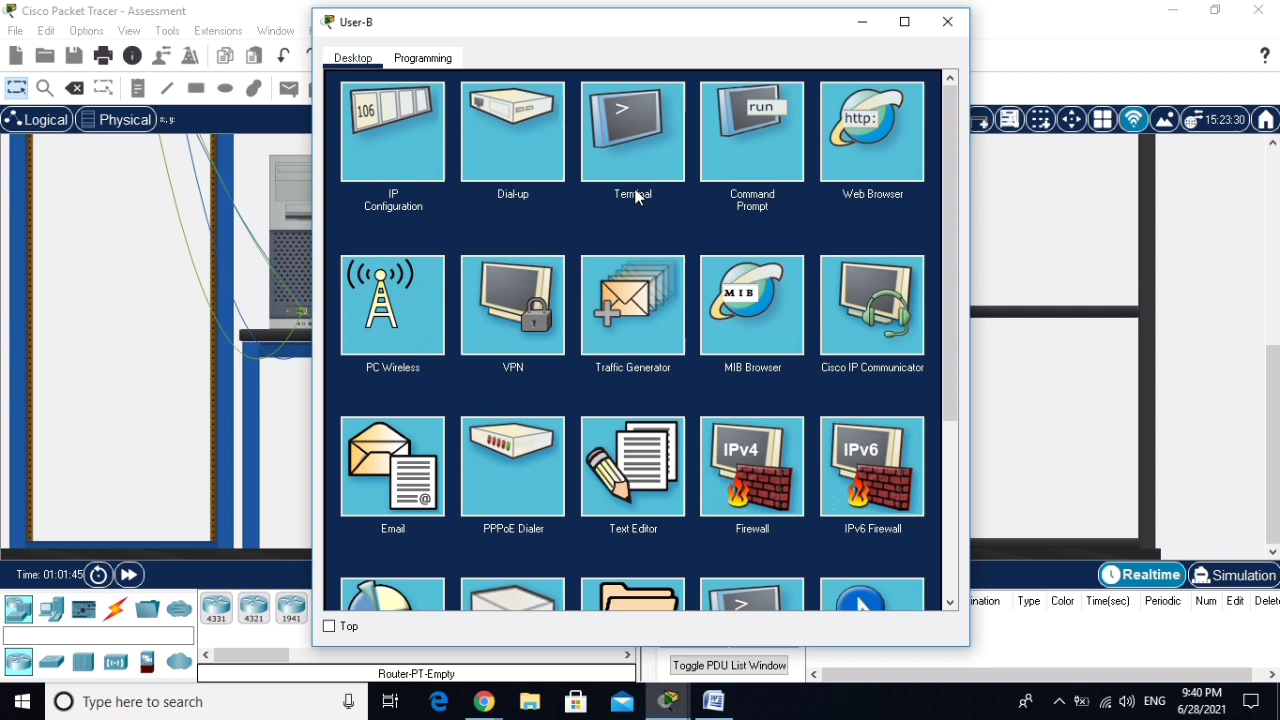 Cisco Packet Tracer - Assessment
User-B
File Edit Options View Tools Extensions Window
Desktop Programming
Logical Physical x, y:
15:23:30
106
>
run
http:
IP Configuration
Dial-up
Terminal
Command Prompt
Web Browser
MIB
PC Wireless
VPN
Traffic Generator
MIB Browser
Cisco IP Communicator
@
IPv4
IPv6
Email
PPPoE Dialer
Text Editor
Firewall
IPv6 Firewall
>
Top
Time: 01:01:45
Realtime Simulation
4331 4321 1941
Router-PT-Empty
Toggle PDU List Window
Type Color Time(sec) Periodic Num Edit
Type here to search
ENG
9:40 PM
6/28/2021